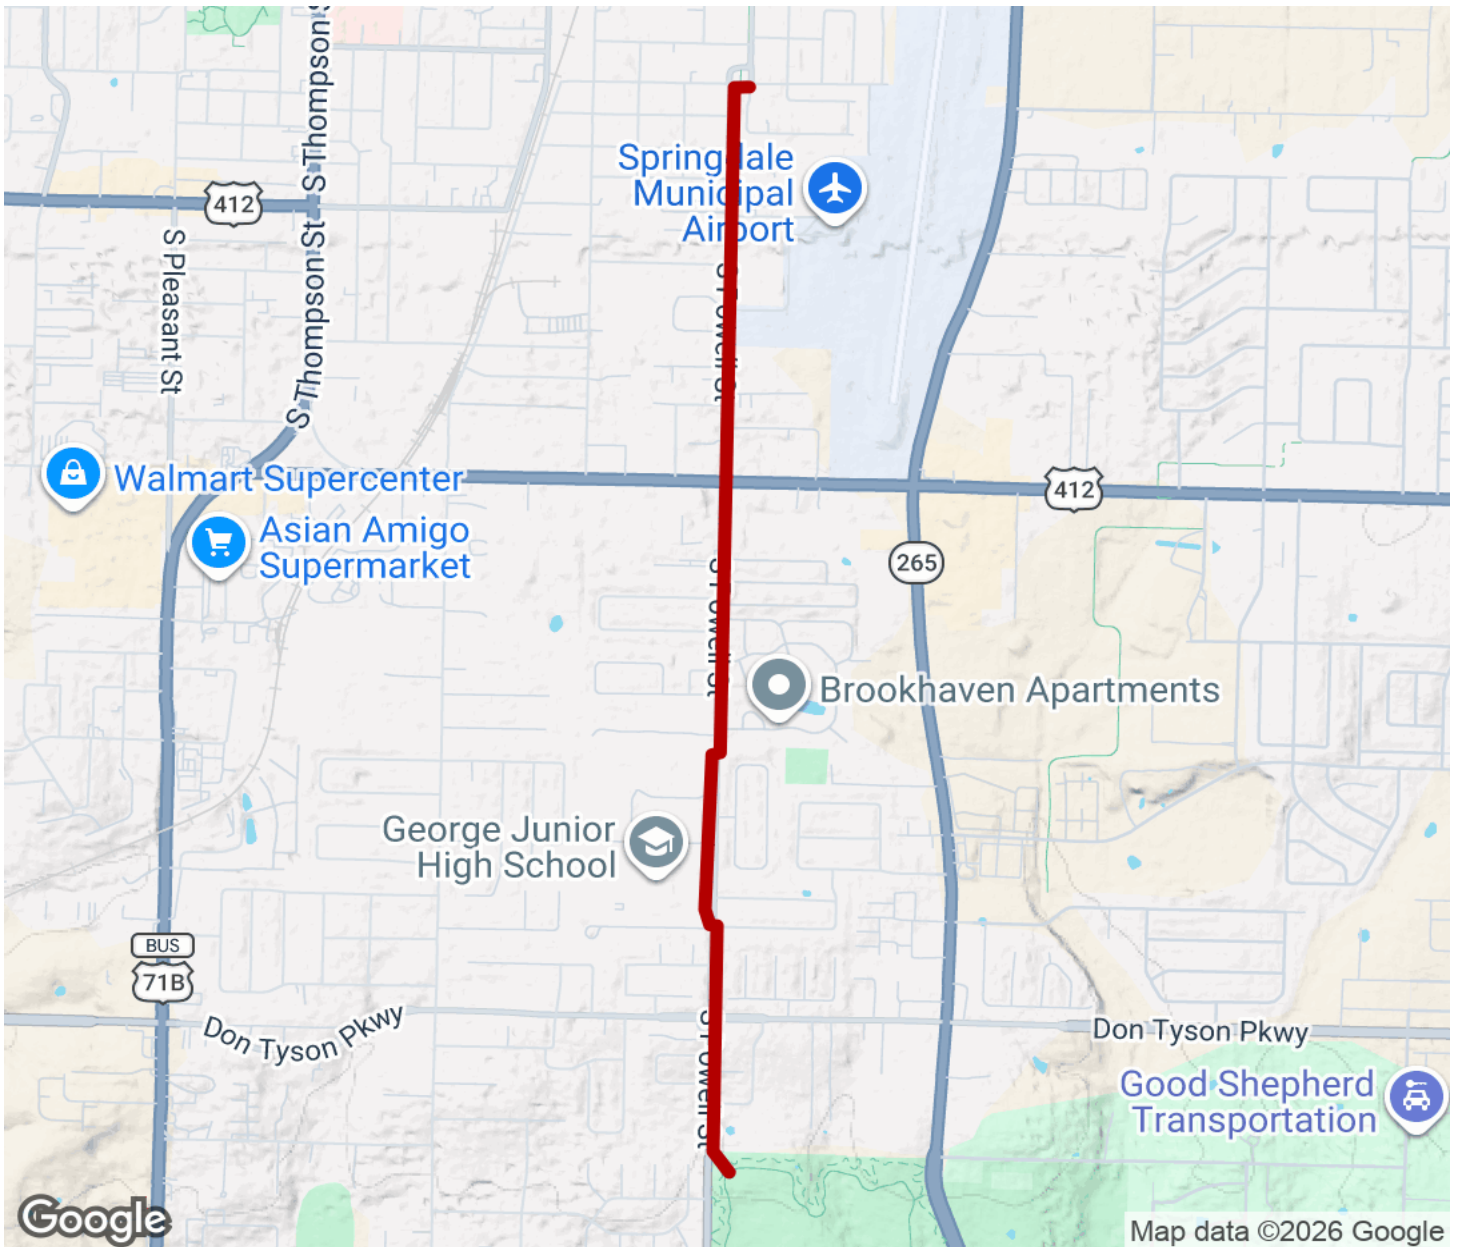 S Thompson St
S Thompson St
412
Springdale
Municipal
Airport
S Pleasant St
S Powell St
Walmart Supercenter
412
Asian Amigo
Supermarket
265
S Powell St
Brookhaven Apartments
George Junior
High School
BUS
71B
Don Tyson Pkwy
S Powell St
Don Tyson Pkwy
Good Shepherd
Transportation
Google
Map data ©2026 Google